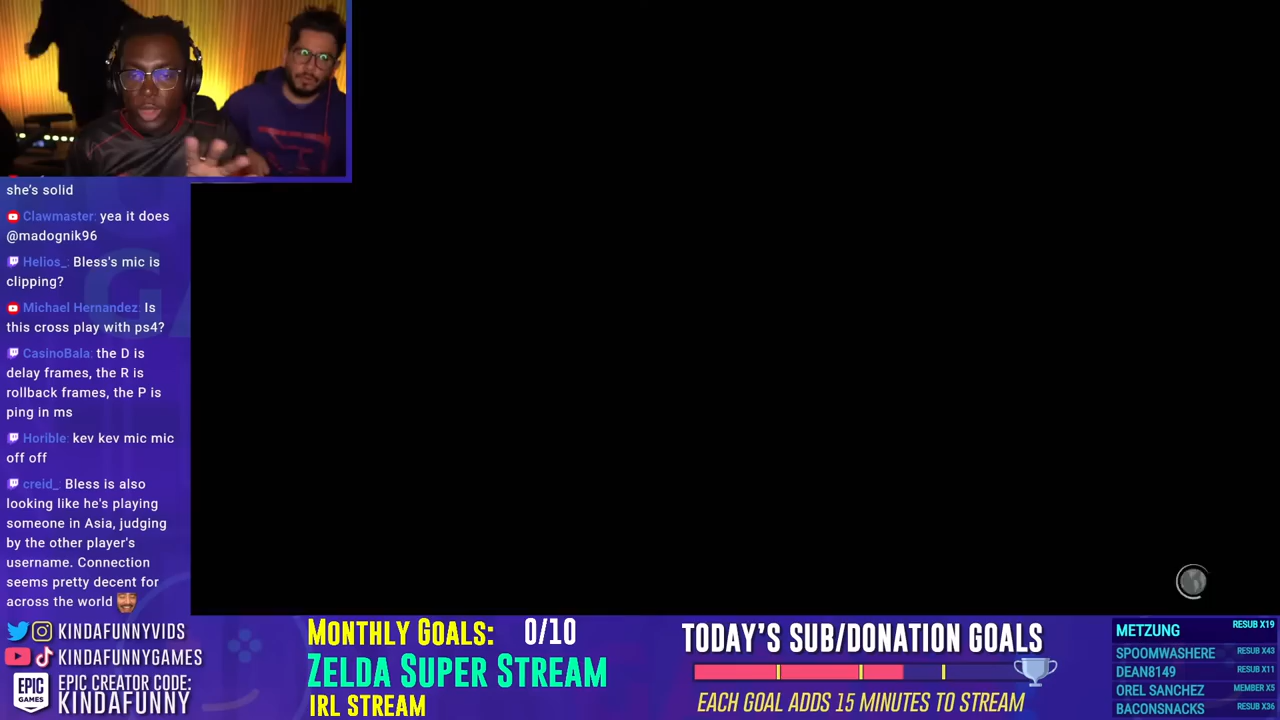 she's solid
Clawmaster: yea it does
@madognik96
Helios_: Bless's mic is
clipping?
Michael Hernandez: Is
this cross play with ps4?
CasinoBala: the D is
delay frames, the R is
rollback frames, the P is
ping in ms
Horible: kev kev mic mic
off off
creid_: Bless is also
looking like he's playing
someone in Asia, judging
by the other player's
username. Connection
seems pretty decent for
across the world
KINDAFUNNYVIDS
KINDAFUNNYGAMES
EPIC GAMES
EPIC CREATOR CODE:
KINDAFUNNY
MONTHLY GOALS: 0/10
ZELDA SUPER STREAM
IRL STREAM
TODAY'S SUB/DONATION GOALS
EACH GOAL ADDS 15 MINUTES TO STREAM
METZUNG RESUB X19
SPOOMWASHERE RESUB X43
DEAN8149 RESUB X11
OREL SANCHEZ MEMBER X5
BACONSNACKS RESUB X36